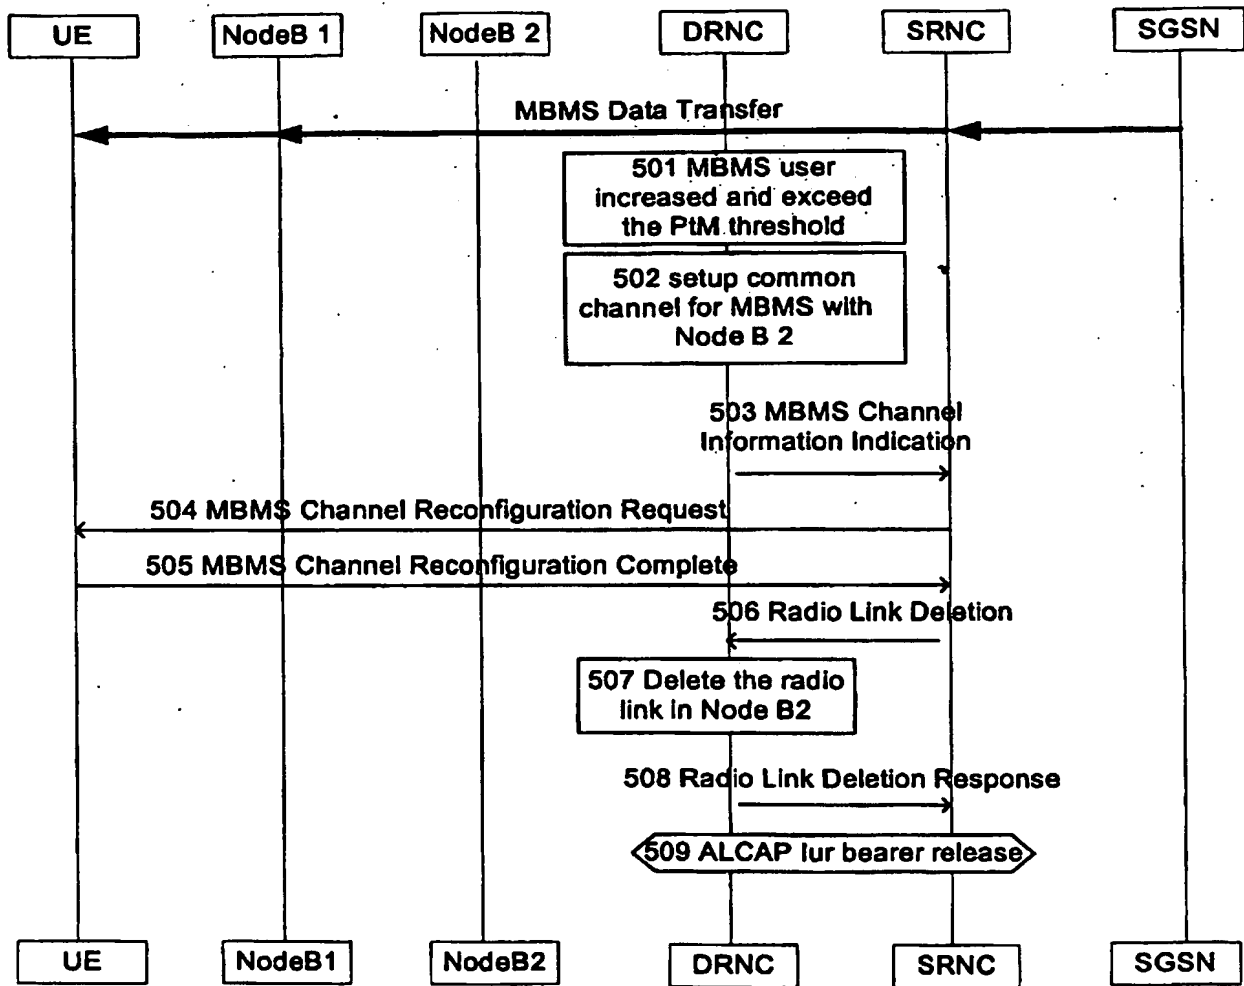 UE
NodeB 1
NodeB 2
DRNC
SRNC
SGSN
MBMS Data Transfer
501 MBMS user
increased and exceed
the PtM threshold
502 setup common
channel for MBMS with
Node B 2
503 MBMS Channel
Information Indication
504 MBMS Channel Reconfiguration Request
505 MBMS Channel Reconfiguration Complete
506 Radio Link Deletion
507 Delete the radio
link in Node B2
508 Radio Link Deletion Response
509 ALCAP Iur bearer release
UE
NodeB1
NodeB2
DRNC
SRNC
SGSN